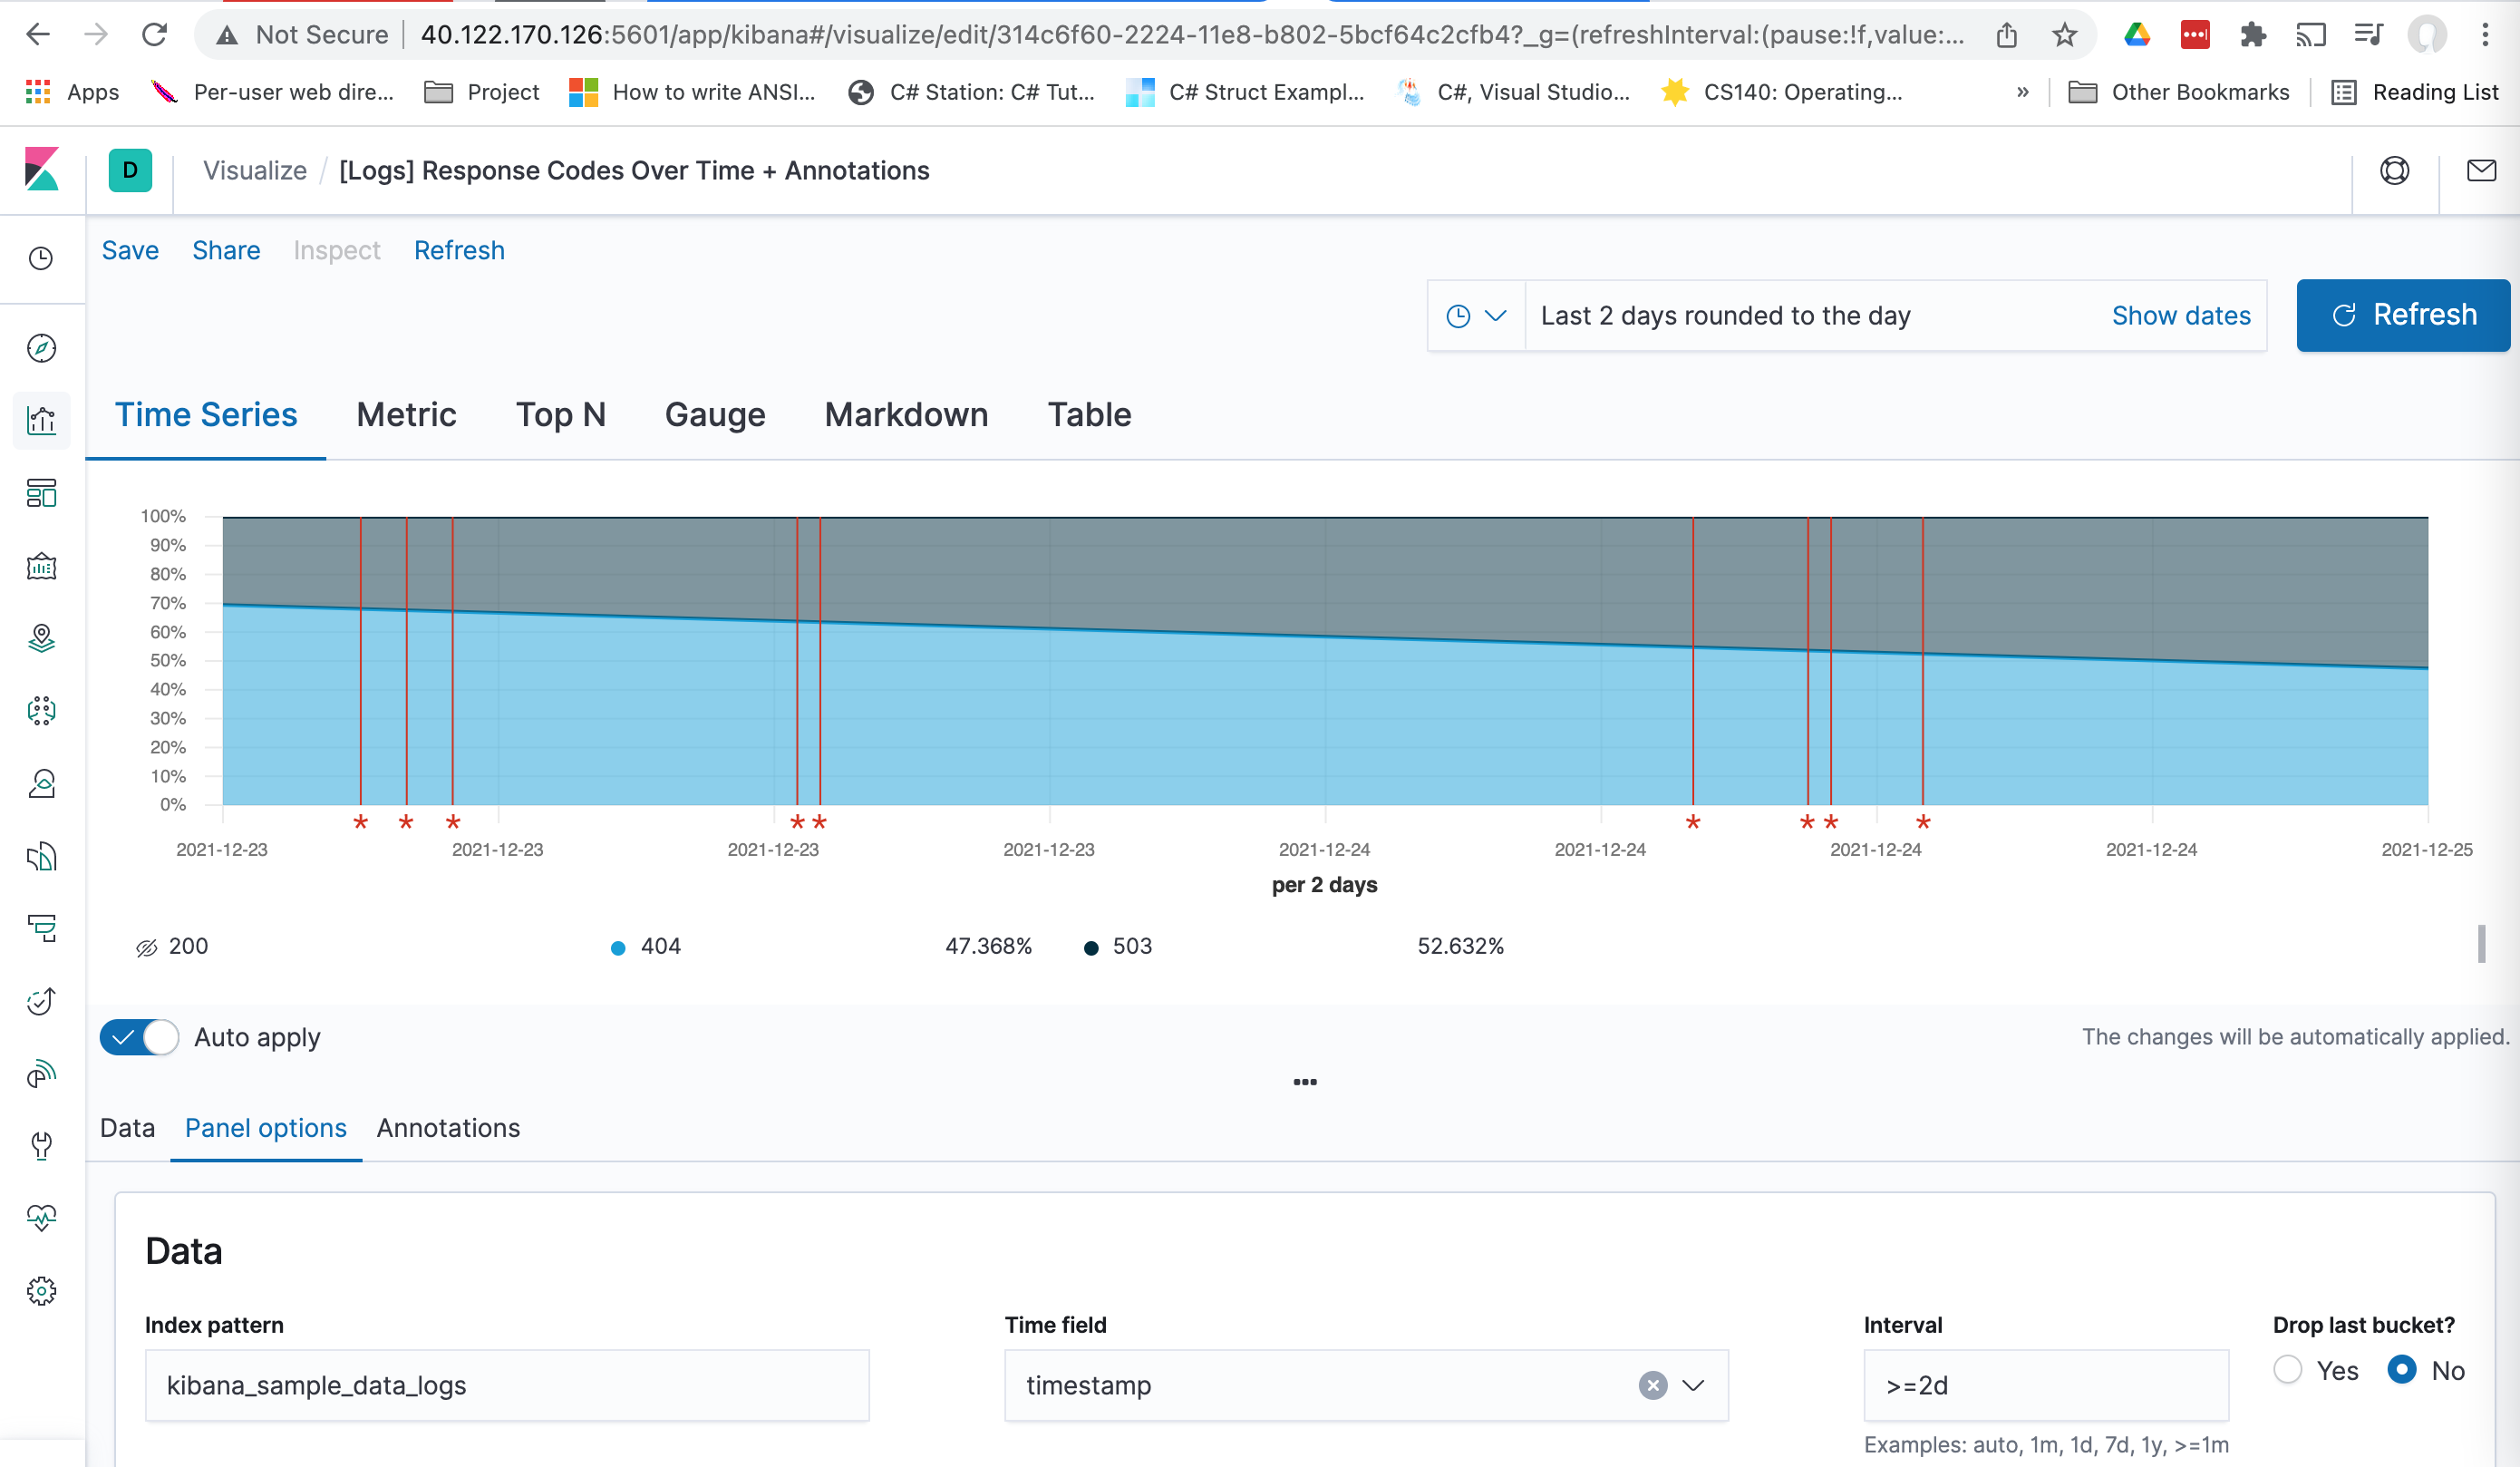 Not Secure 40.122.170.126:5601/app/kibana#/visualize/edit/314c6f60-2224-11e8-b802-5bcf64c2cfb4?_g=(refreshInterval:(pause:!f,value:...
Apps Per-user web dire... Project How to write ANSI... C# Station: C# Tut... C# Struct Exampl... C#, Visual Studio... CS140: Operating... » Other Bookmarks Reading List
D Visualize / [Logs] Response Codes Over Time + Annotations
Save Share Inspect Refresh
Last 2 days rounded to the day Show dates Refresh
Time Series Metric Top N Gauge Markdown Table
100%
90%
80%
70%
60%
50%
40%
30%
20%
10%
0%
* * * * * * * * *
2021-12-23 2021-12-23 2021-12-23 2021-12-23 2021-12-24 2021-12-24 2021-12-24 2021-12-24 2021-12-25
per 2 days
200 404 47.368% 503 52.632%
Auto apply The changes will be automatically applied.
Data Panel options Annotations
Data
Index pattern Time field Interval Drop last bucket?
kibana_sample_data_logs timestamp >=2d Yes No
Examples: auto, 1m, 1d, 7d, 1y, >=1m